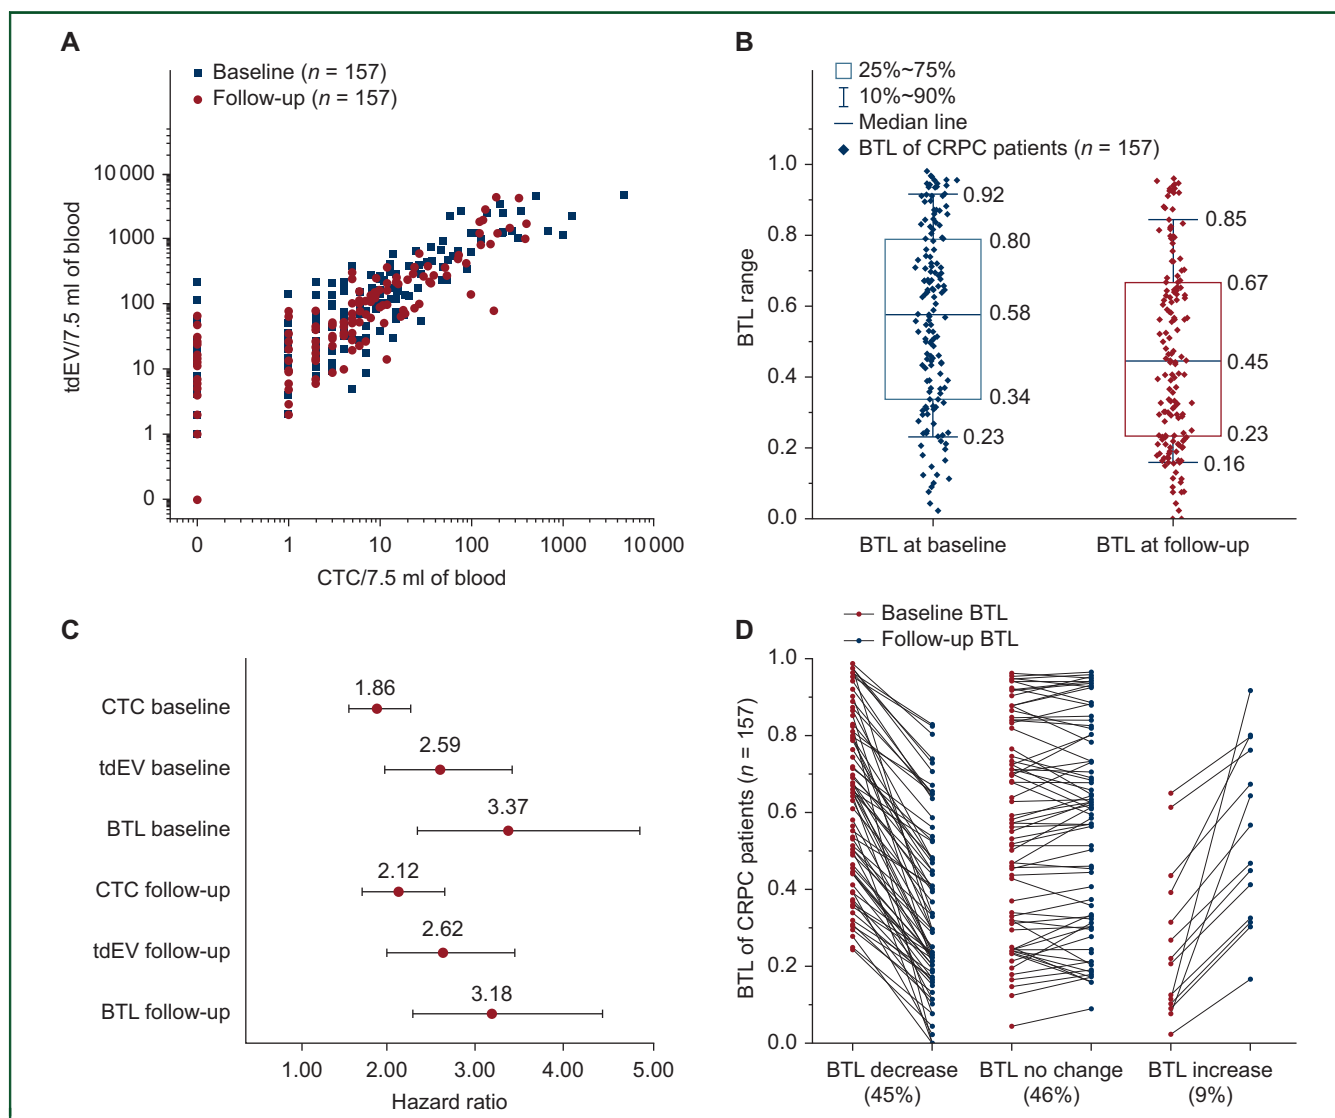 A
Baseline (n = 157)
Follow-up (n = 157)
tdEV/7.5 ml of blood
10 000
1000
100
10
1
0
0 1 10 100 1000 10 000
CTC/7.5 ml of blood
B
25%~75%
10%~90%
Median line
BTL of CRPC patients (n = 157)
BTL range
1.0
0.8
0.6
0.4
0.2
0.0
0.92
0.80
0.58
0.34
0.23
0.85
0.67
0.45
0.23
0.16
BTL at baseline BTL at follow-up
C
CTC baseline
1.86
tdEV baseline
2.59
BTL baseline
3.37
CTC follow-up
2.12
tdEV follow-up
2.62
BTL follow-up
3.18
1.00 2.00 3.00 4.00 5.00
Hazard ratio
D
Baseline BTL
Follow-up BTL
BTL of CRPC patients (n = 157)
1.0
0.8
0.6
0.4
0.2
0.0
BTL decrease BTL no change BTL increase
(45%) (46%) (9%)